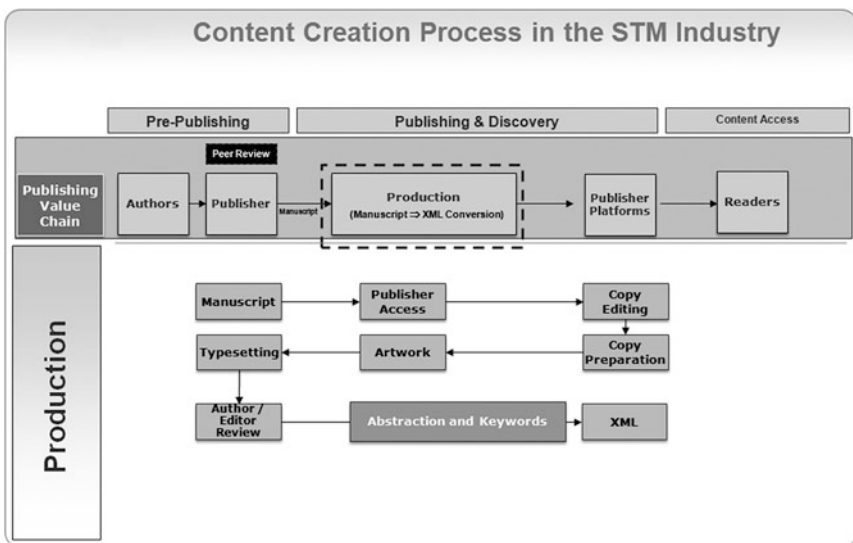 Content Creation Process in the STM Industry
Pre-Publishing
Publishing & Discovery
Content Access
Peer Review
Publishing
Value
Chain
Authors
Publisher
Manuscript
Production
(Manuscript ⇒ XML Conversion)
Publisher
Platforms
Readers
Production
Manuscript
Publisher
Access
Copy
Editing
Typesetting
Artwork
Copy
Preparation
Author /
Editor
Review
Abstraction and Keywords
XML